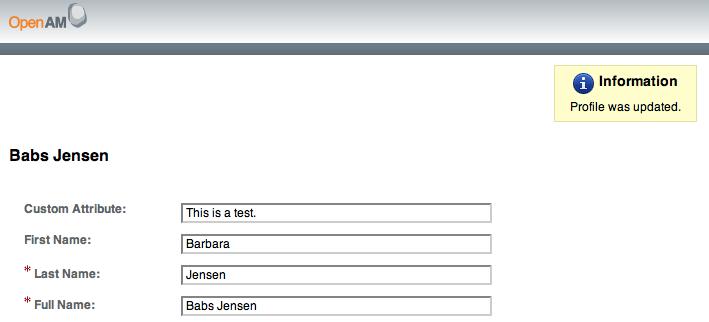 OpenAM
Information
Profile was updated.
Babs Jensen
Custom Attribute: This is a test.
First Name: Barbara
* Last Name: Jensen
* Full Name: Babs Jensen